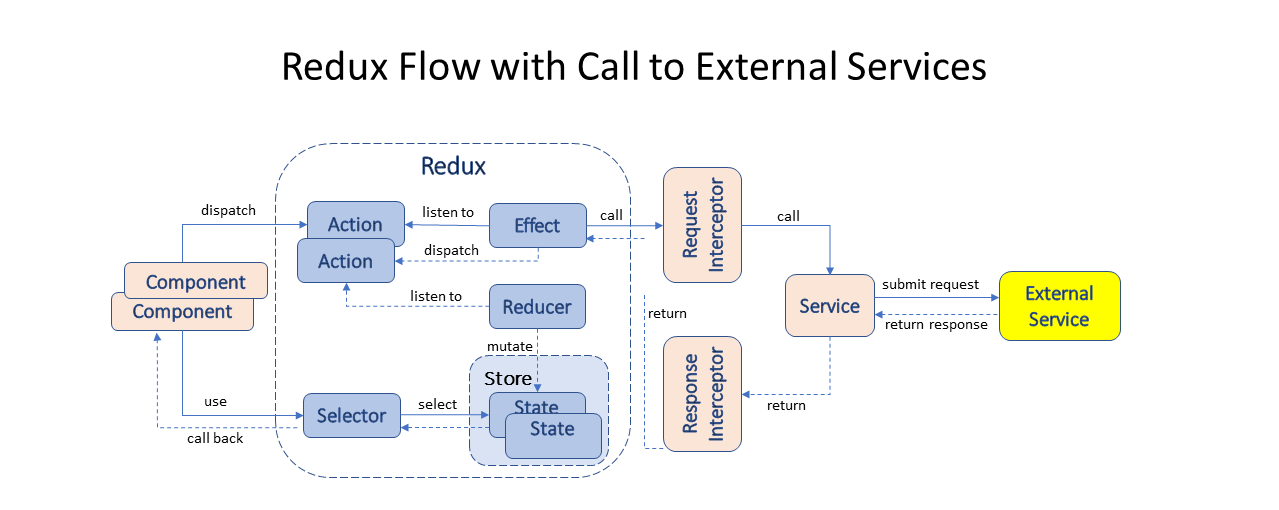 Redux Flow with Call to External Services
Redux
dispatch
Action
listen to
Effect
call
Request
Interceptor
call
Action
dispatch
Component
Component
listen to
Reducer
return
Service
submit request
return response
External
Service
mutate
Store
use
Selector
select
State
State
call back
Response
Interceptor
return